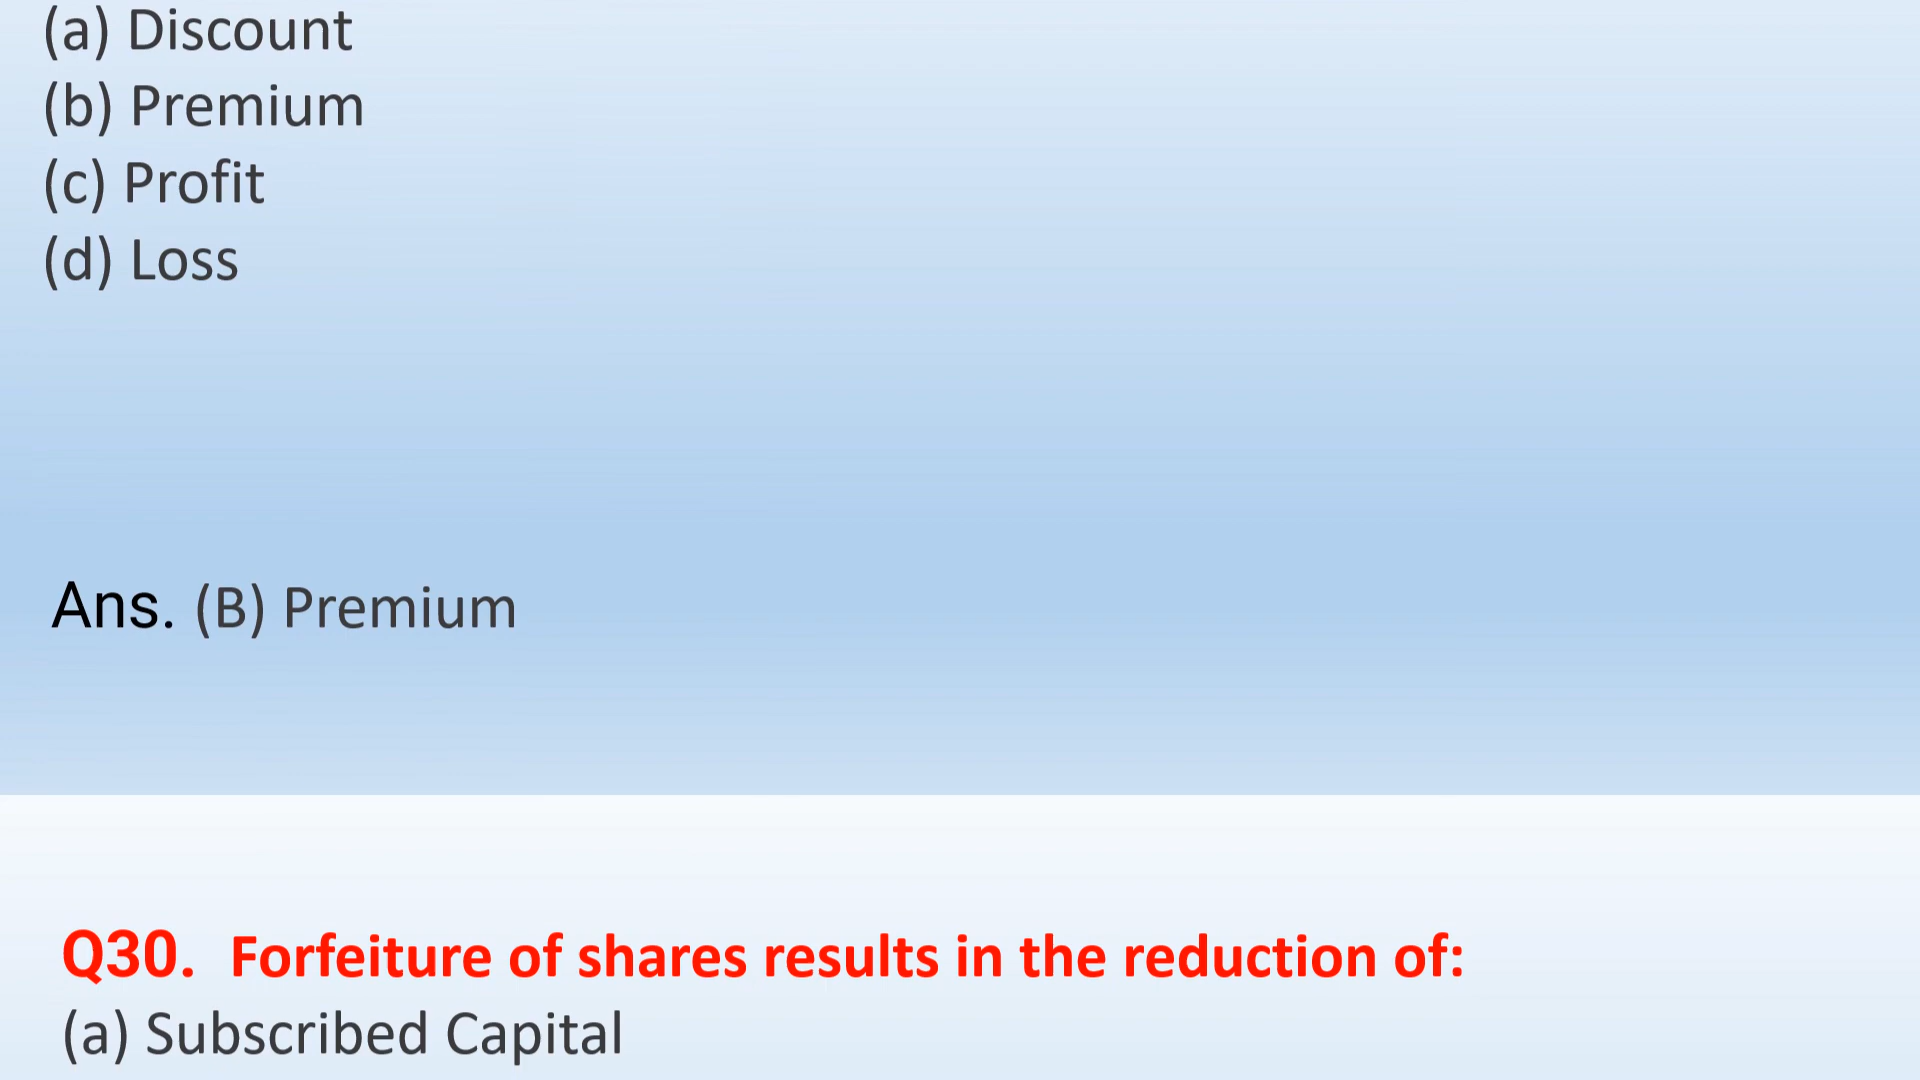 (a) Discount
(b) Premium
(c) Profit
(d) Loss
Ans. (B) Premium
Q30. Forfeiture of shares results in the reduction of:
(a) Subscribed Capital